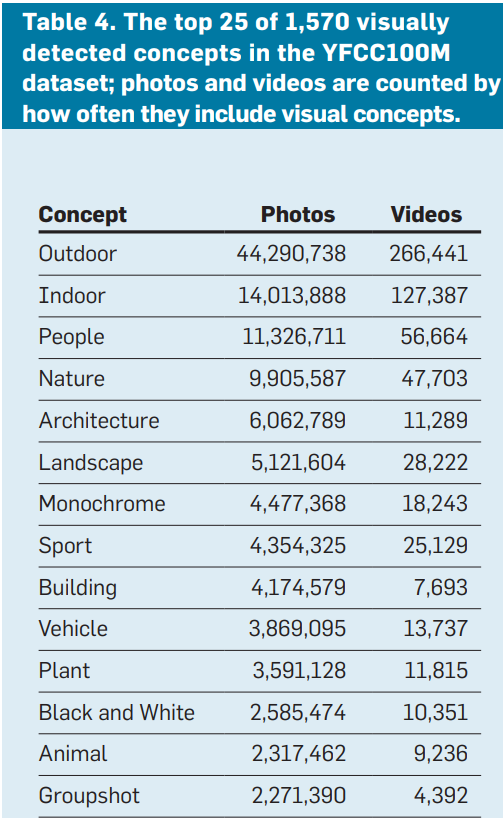 Table 4. The top 25 of 1,570 visually
detected concepts in the YFCC100M
dataset; photos and videos are counted by
how often they include visual concepts.
Concept Photos Videos
Outdoor 44,290,738 266,441
Indoor 14,013,888 127,387
People 11,326,711 56,664
Nature 9,905,587 47,703
Architecture 6,062,789 11,289
Landscape 5,121,604 28,222
Monochrome 4,477,368 18,243
Sport 4,354,325 25,129
Building 4,174,579 7,693
Vehicle 3,869,095 13,737
Plant 3,591,128 11,815
Black and White 2,585,474 10,351
Animal 2,317,462 9,236
Groupshot 2,271,390 4,392